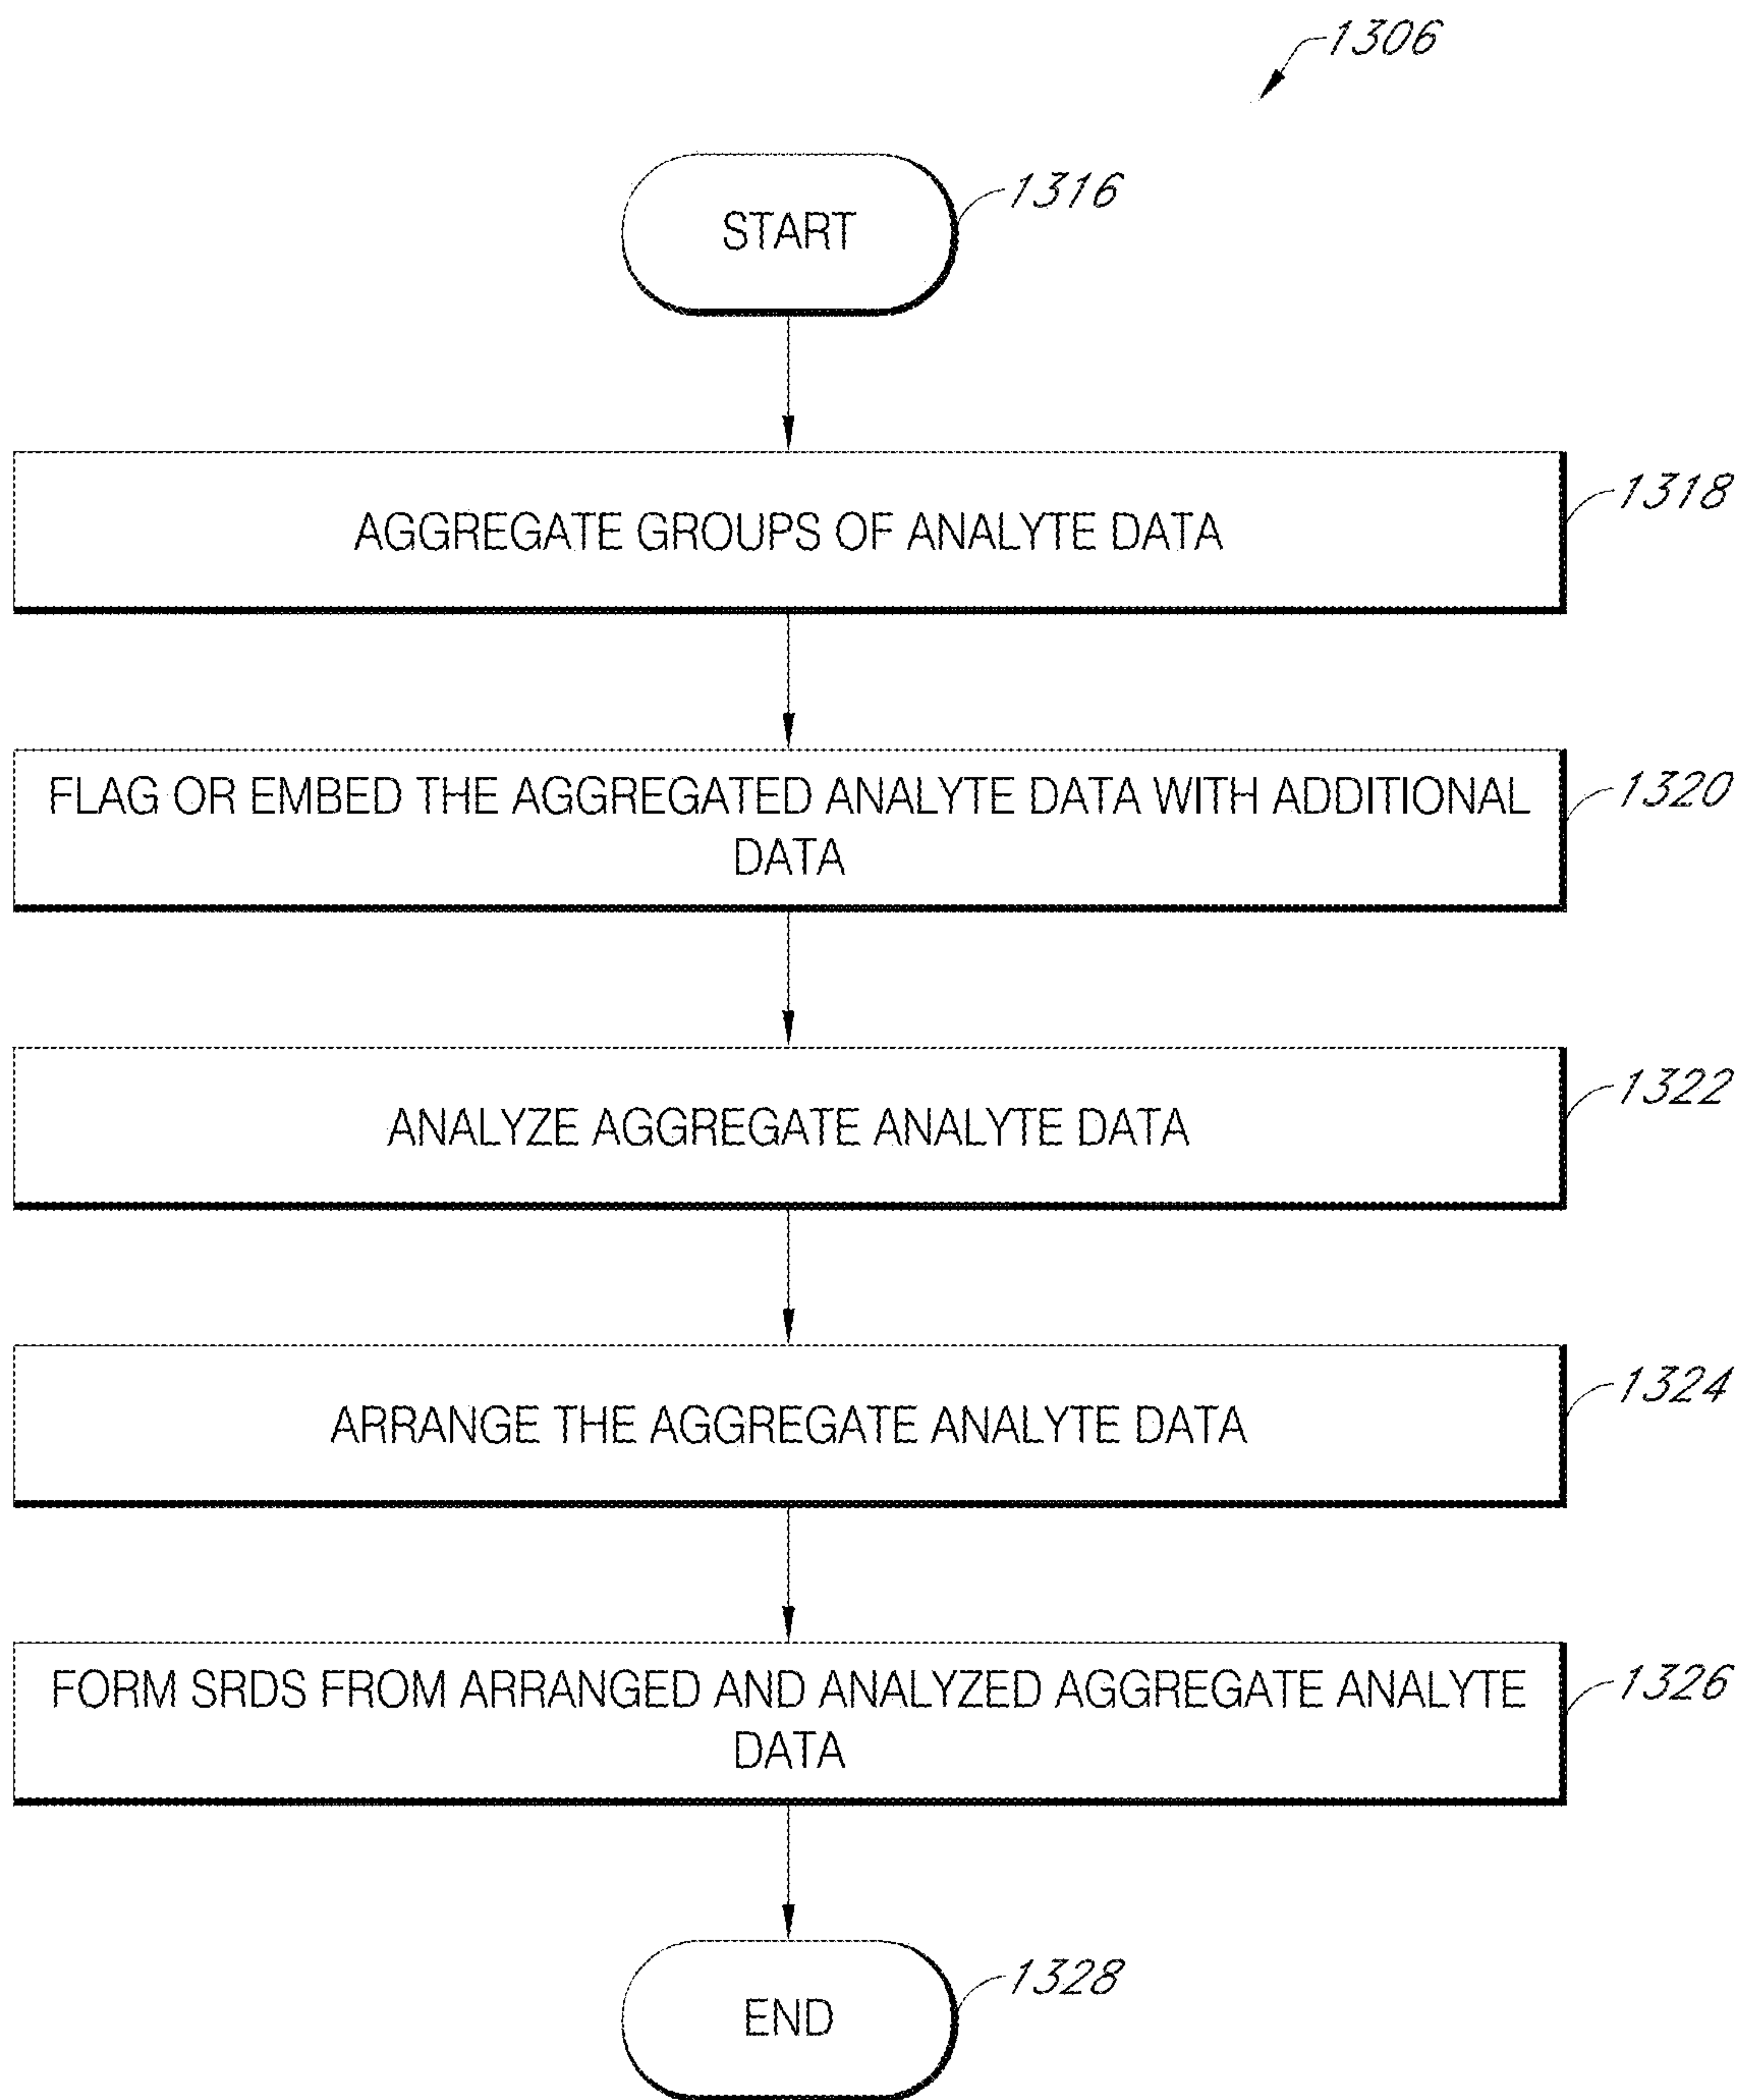 1306
START
1316
AGGREGATE GROUPS OF ANALYTE DATA
1318
FLAG OR EMBED THE AGGREGATED ANALYTE DATA WITH ADDITIONAL
DATA
1320
ANALYZE AGGREGATE ANALYTE DATA
1322
ARRANGE THE AGGREGATE ANALYTE DATA
1324
FORM SRDS FROM ARRANGED AND ANALYZED AGGREGATE ANALYTE
DATA
1326
END
1328